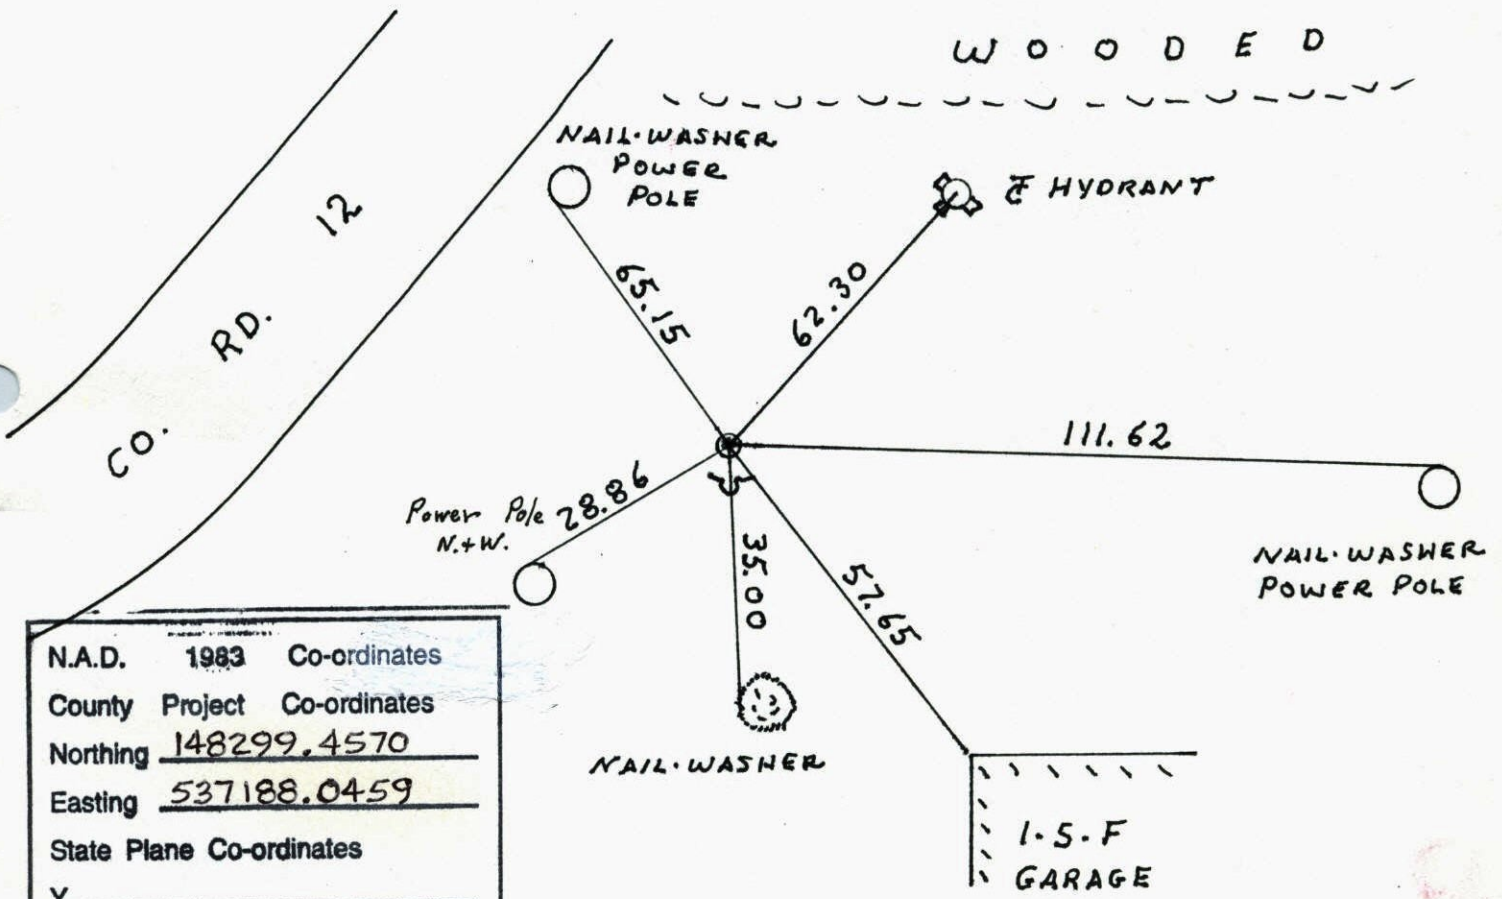 W O O D E D
NAIL·WASHER
POWER
POLE
℄ HYDRANT
12
RD.
CO.
65.15
62.30
111.62
Power Pole
N.+W.
28.86
35.00
57.65
NAIL·WASHER
POWER POLE
NAIL·WASHER
I.S.F
GARAGE
N.A.D. 1983 Co-ordinates
County Project Co-ordinates
Northing 148299.4570
Easting 537188.0459
State Plane Co-ordinates